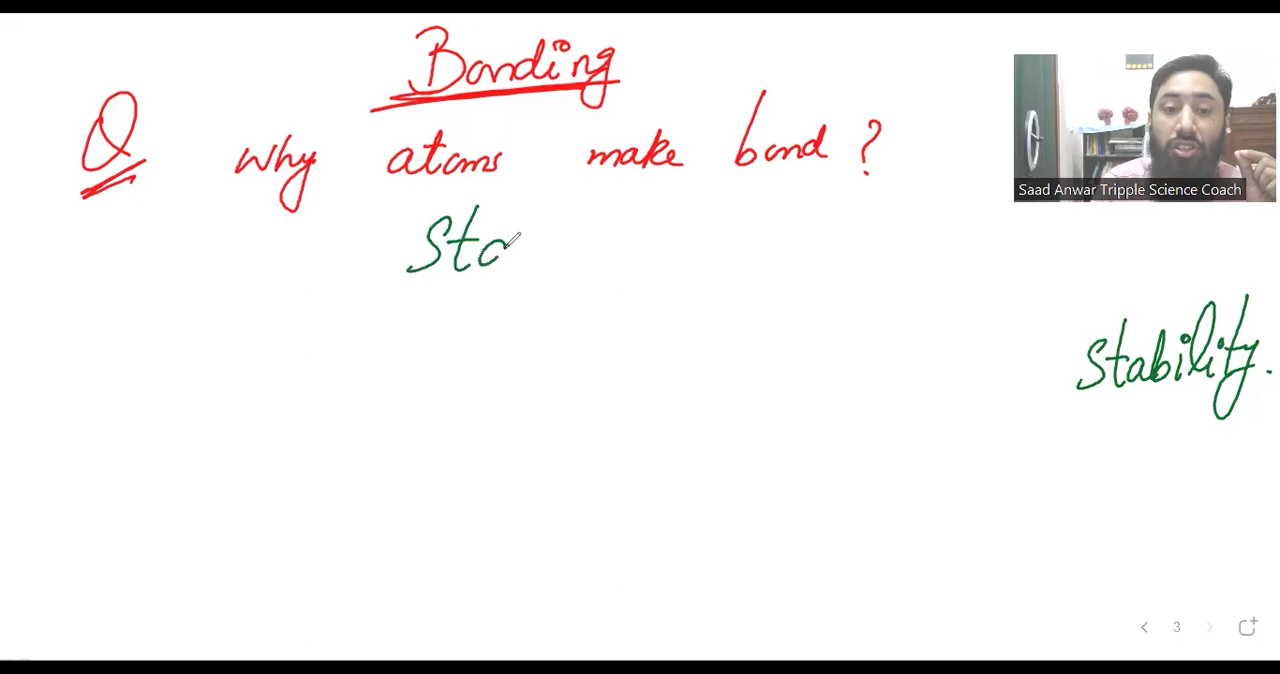 Bonding
Q why atoms make bond ?
Sta
Stability.
Saad Anwar Tripple Science Coach
3